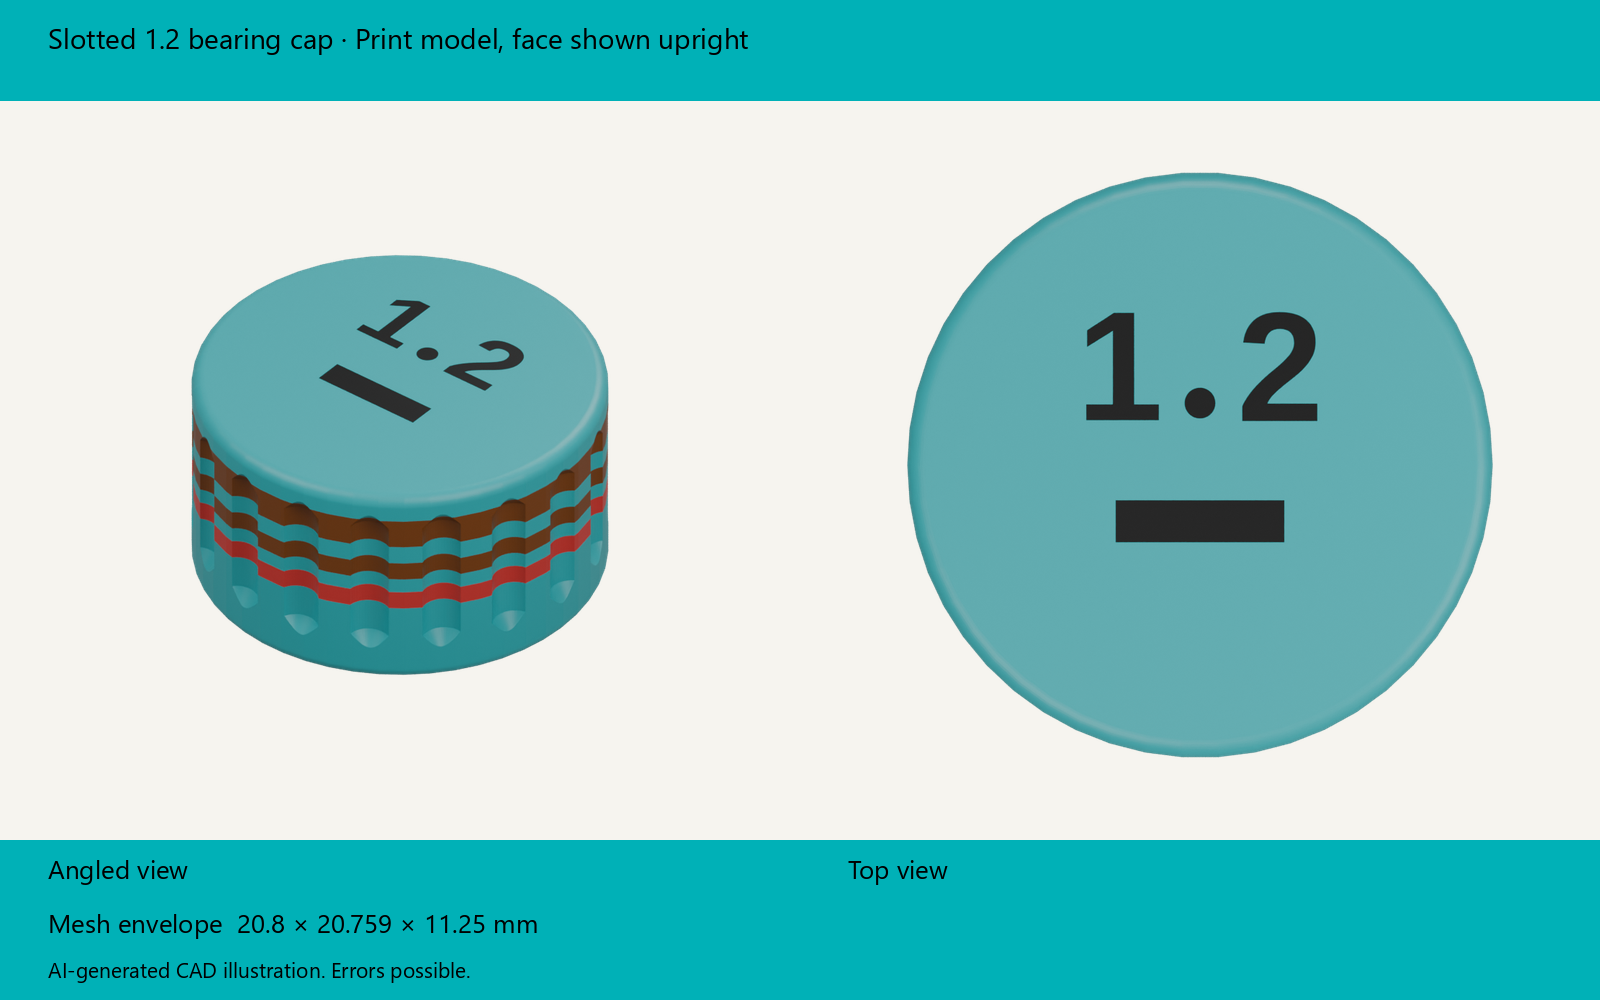 Slotted 1.2 bearing cap · Print model, face shown upright
1.2
1.2
Angled view
Top view
Mesh envelope 20.8 × 20.759 × 11.25 mm
AI-generated CAD illustration. Errors possible.